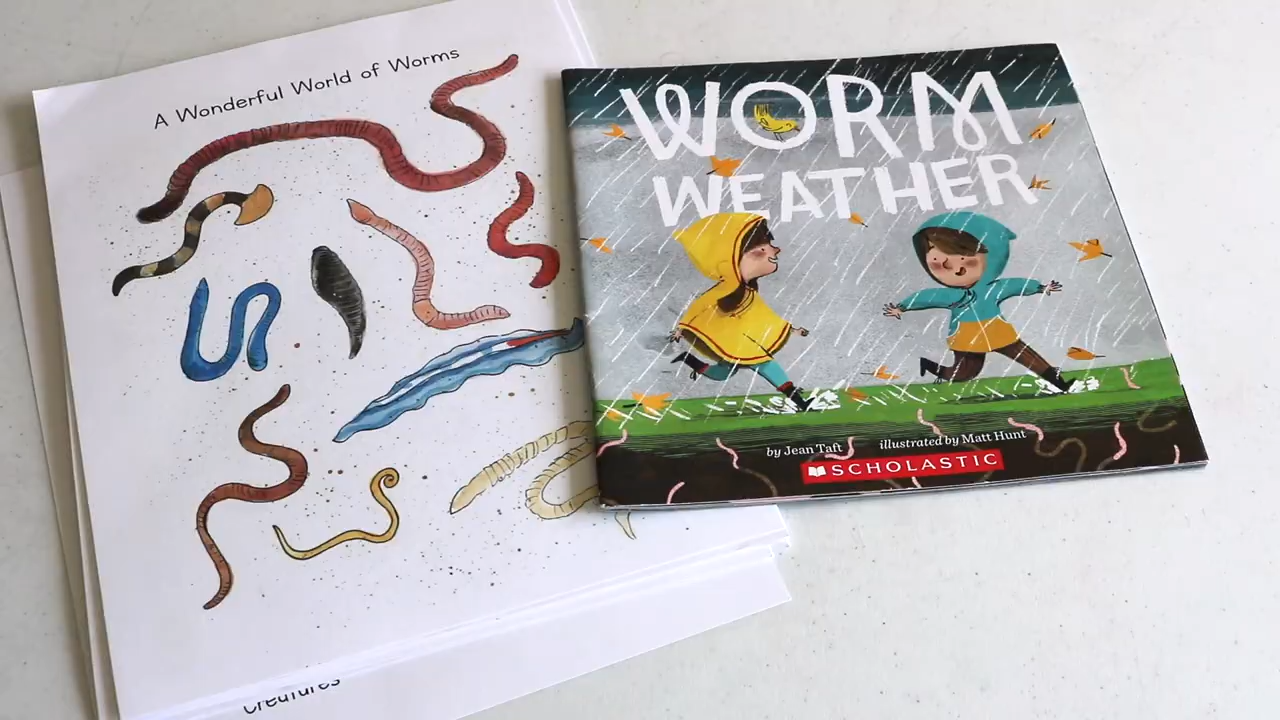 A Wonderful World of Worms
WORM
WEATHER
by Jean Taft
illustrated by Matt Hunt
SCHOLASTIC
Creatures